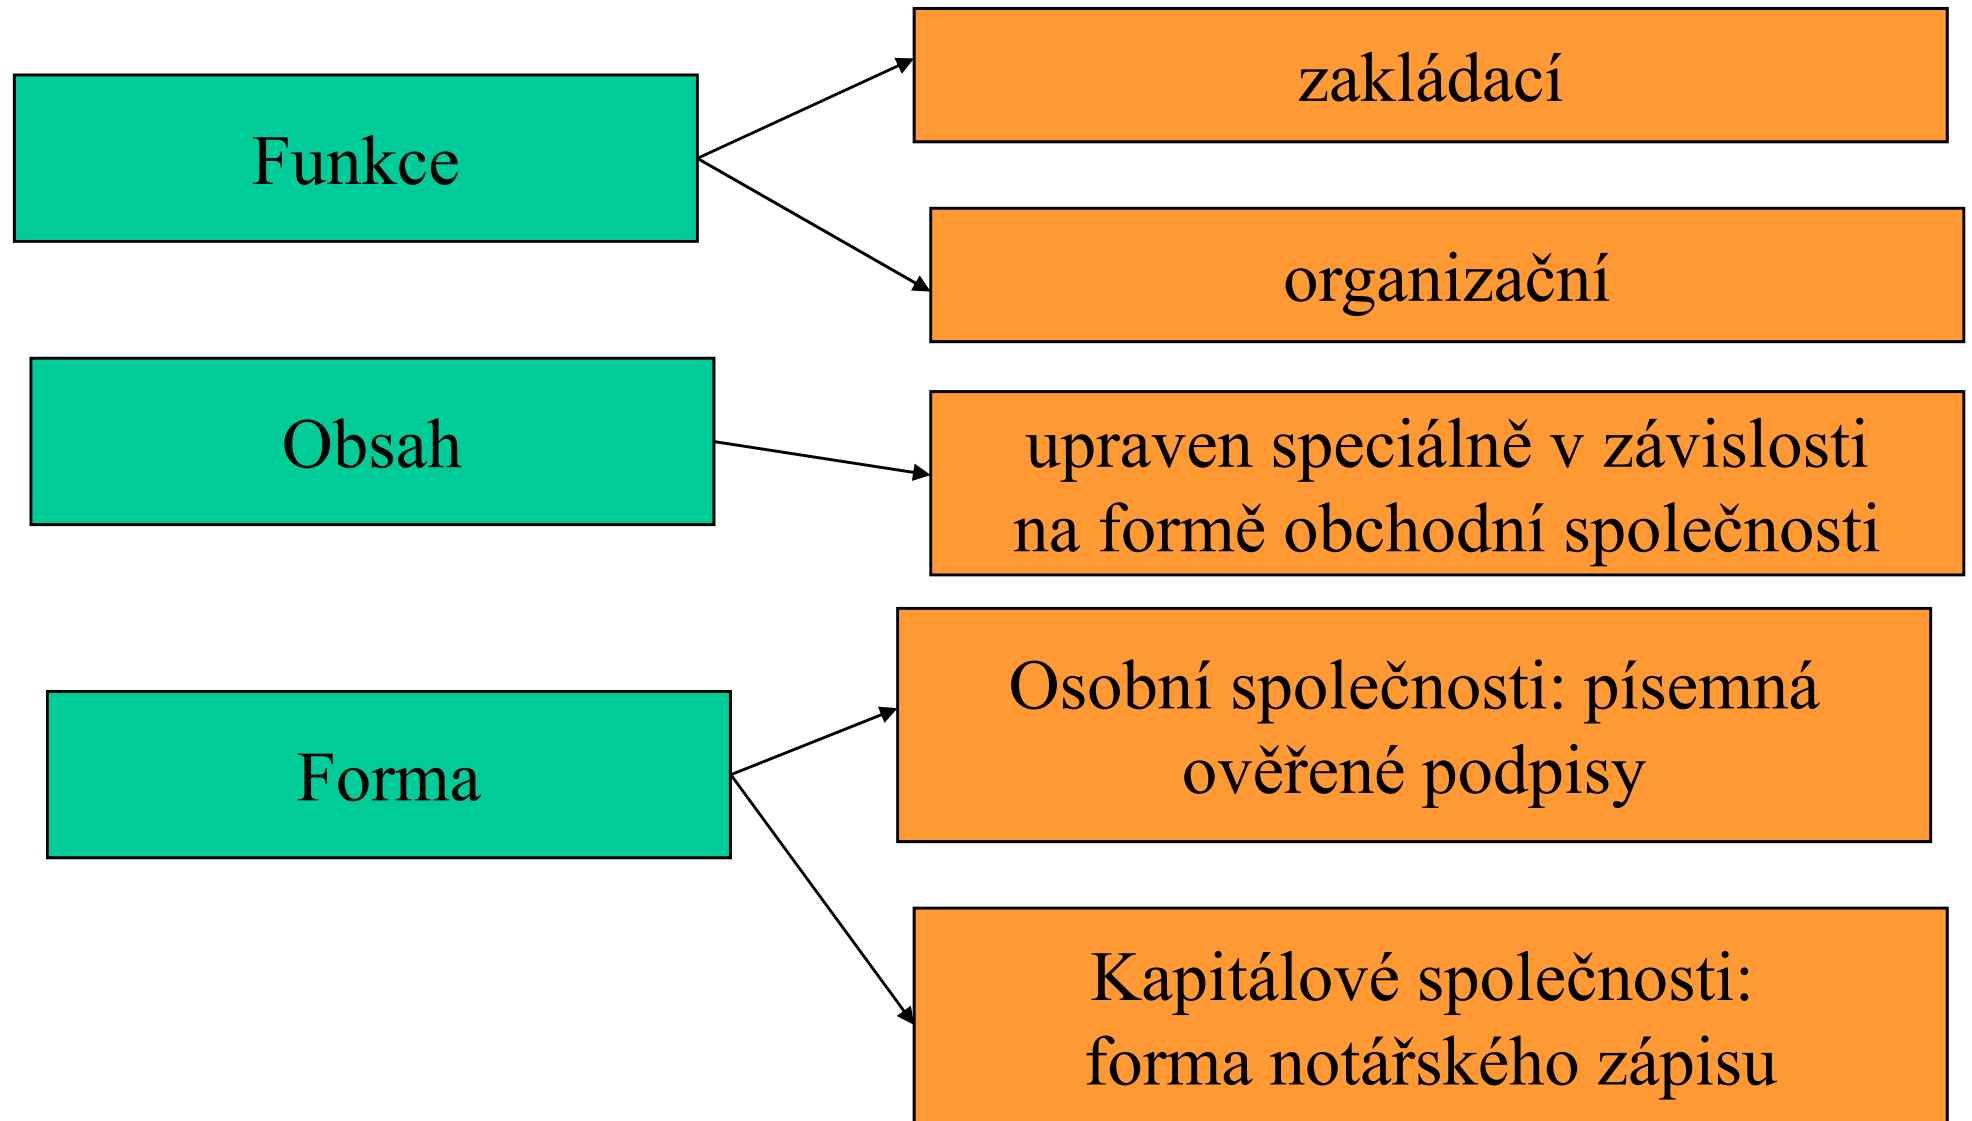 Funkce
zakládací
organizační
Obsah
upraven speciálně v závislosti
na formě obchodní společnosti
Forma
Osobní společnosti: písemná
ověřené podpisy
Kapitálové společnosti:
forma notářského zápisu